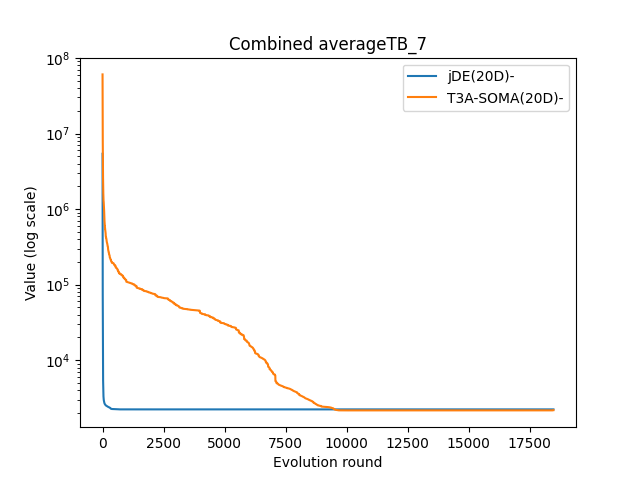 Combined averageTB_7
jDE(20D)-
T3A-SOMA(20D)-
Value (log scale)
10^8
10^7
10^6
10^5
10^4
0 2500 5000 7500 10000 12500 15000 17500
Evolution round